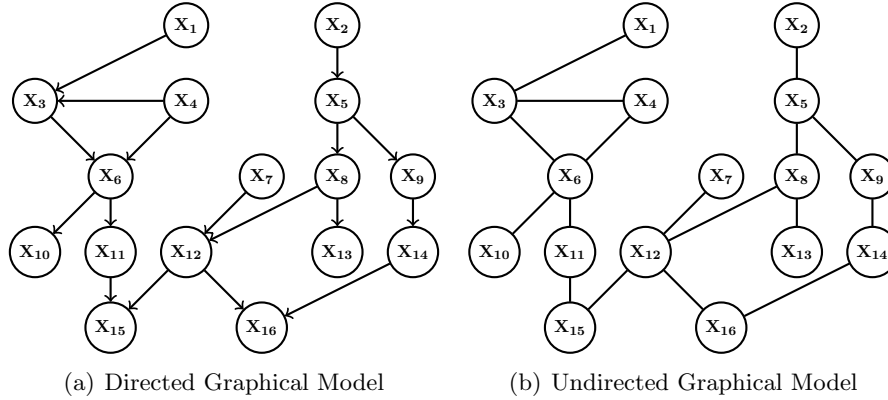 X₁ X₂ X₁ X₂
X₃ X₄ X₅ X₃ X₄ X₅
X₆ X₇ X₈ X₉ X₆ X₇ X₈ X₉
X₁₀ X₁₁ X₁₂ X₁₃ X₁₄ X₁₀ X₁₁ X₁₂ X₁₃ X₁₄
X₁₅ X₁₆ X₁₅ X₁₆
(a) Directed Graphical Model (b) Undirected Graphical Model